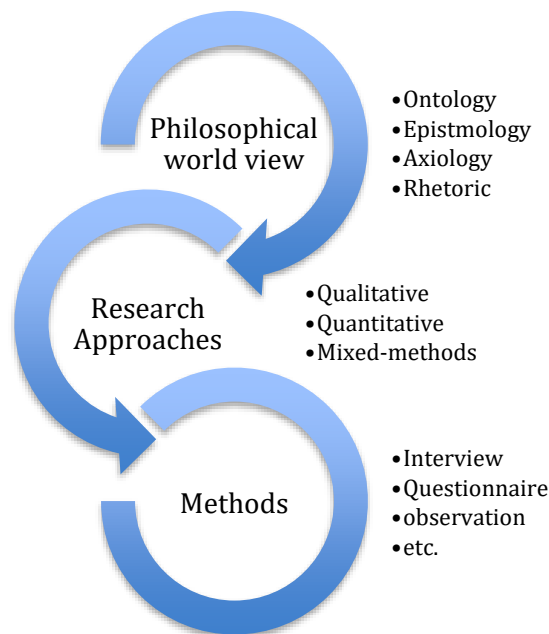 Philosophical
world view
•Ontology
•Epistmology
•Axiology
•Rhetoric
Research
Approaches
•Qualitative
•Quantitative
•Mixed-methods
Methods
•Interview
•Questionnaire
•observation
•etc.